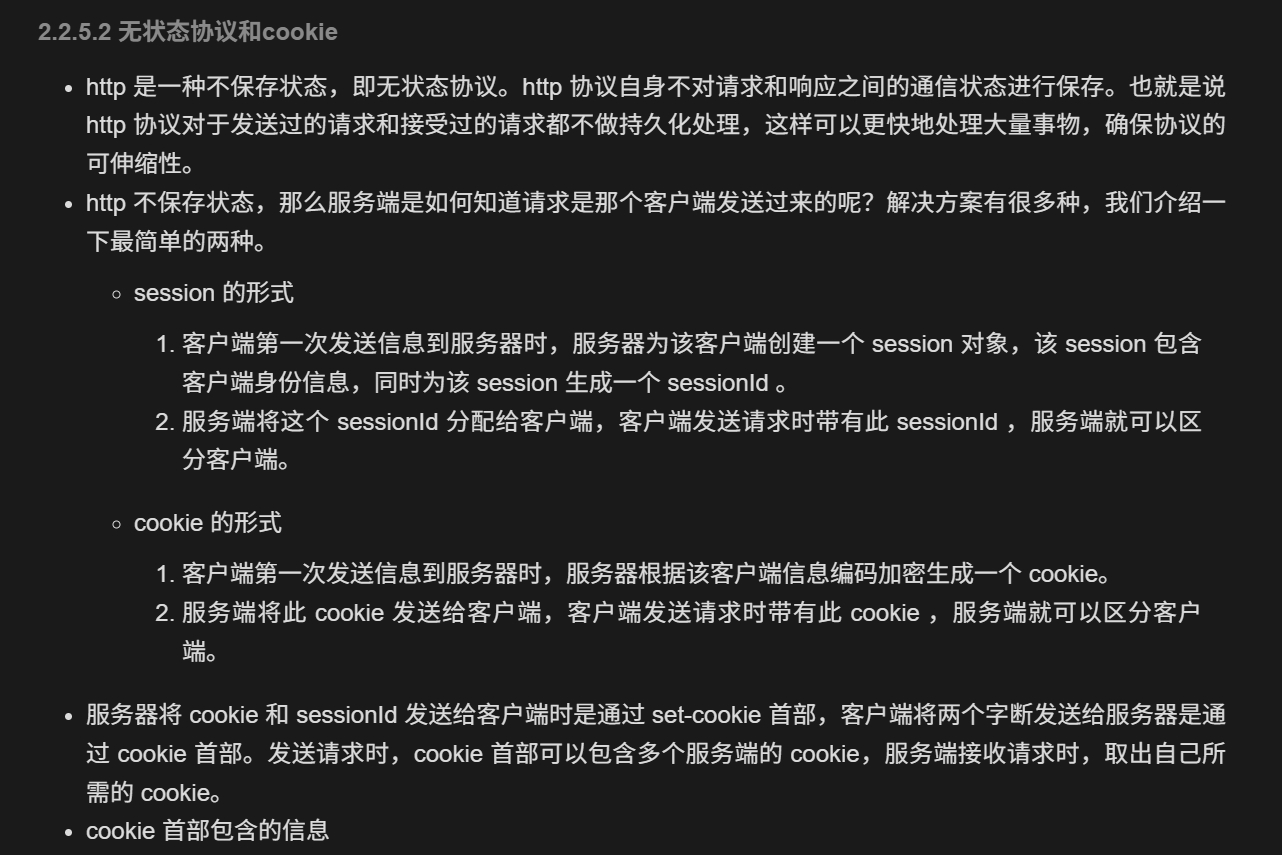 2.2.5.2 无状态协议和cookie
http 是一种不保存状态，即无状态协议。http 协议自身不对请求和响应之间的通信状态进行保存。也就是说
http 协议对于发送过的请求和接受过的请求都不做持久化处理，这样可以更快地处理大量事物，确保协议的
可伸缩性。
http 不保存状态，那么服务端是如何知道请求是那个客户端发送过来的呢？解决方案有很多种，我们介绍一
下最简单的两种。
session 的形式
1. 客户端第一次发送信息到服务器时，服务器为该客户端创建一个 session 对象，该 session 包含
客户端身份信息，同时为该 session 生成一个 sessionId 。
2. 服务端将这个 sessionId 分配给客户端，客户端发送请求时带有此 sessionId ，服务端就可以区
分客户端。
cookie 的形式
1. 客户端第一次发送信息到服务器时，服务器根据该客户端信息编码加密生成一个 cookie。
2. 服务端将此 cookie 发送给客户端，客户端发送请求时带有此 cookie ，服务端就可以区分客户
端。
服务器将 cookie 和 sessionId 发送给客户端时是通过 set-cookie 首部，客户端将两个字断发送给服务器是通
过 cookie 首部。发送请求时，cookie 首部可以包含多个服务端的 cookie，服务端接收请求时，取出自己所
需的 cookie。
cookie 首部包含的信息